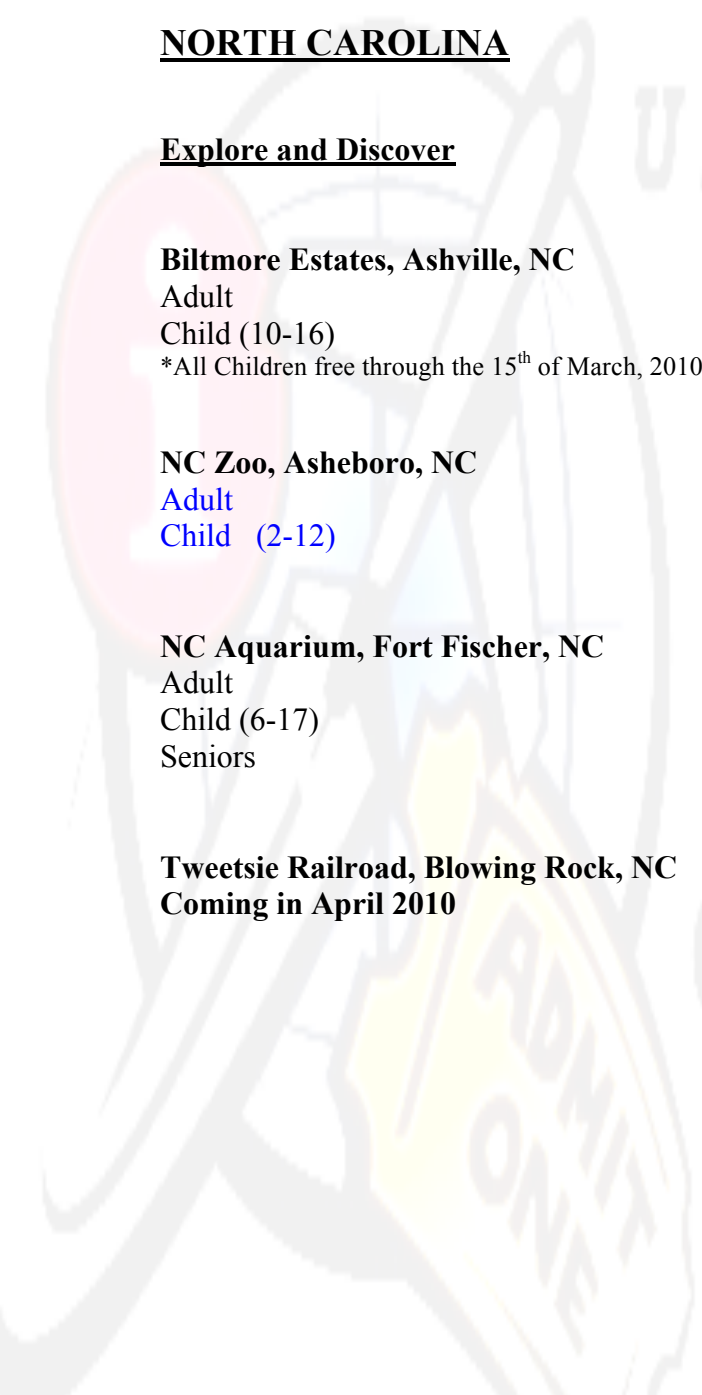 NORTH CAROLINA
Explore and Discover
Biltmore Estates, Ashville, NC
Adult
Child (10-16)
*All Children free through the 15th of March, 2010
NC Zoo, Asheboro, NC
Adult
Child (2-12)
NC Aquarium, Fort Fischer, NC
Adult
Child (6-17)
Seniors
Tweetsie Railroad, Blowing Rock, NC
Coming in April 2010
U
ADMIT
ONE